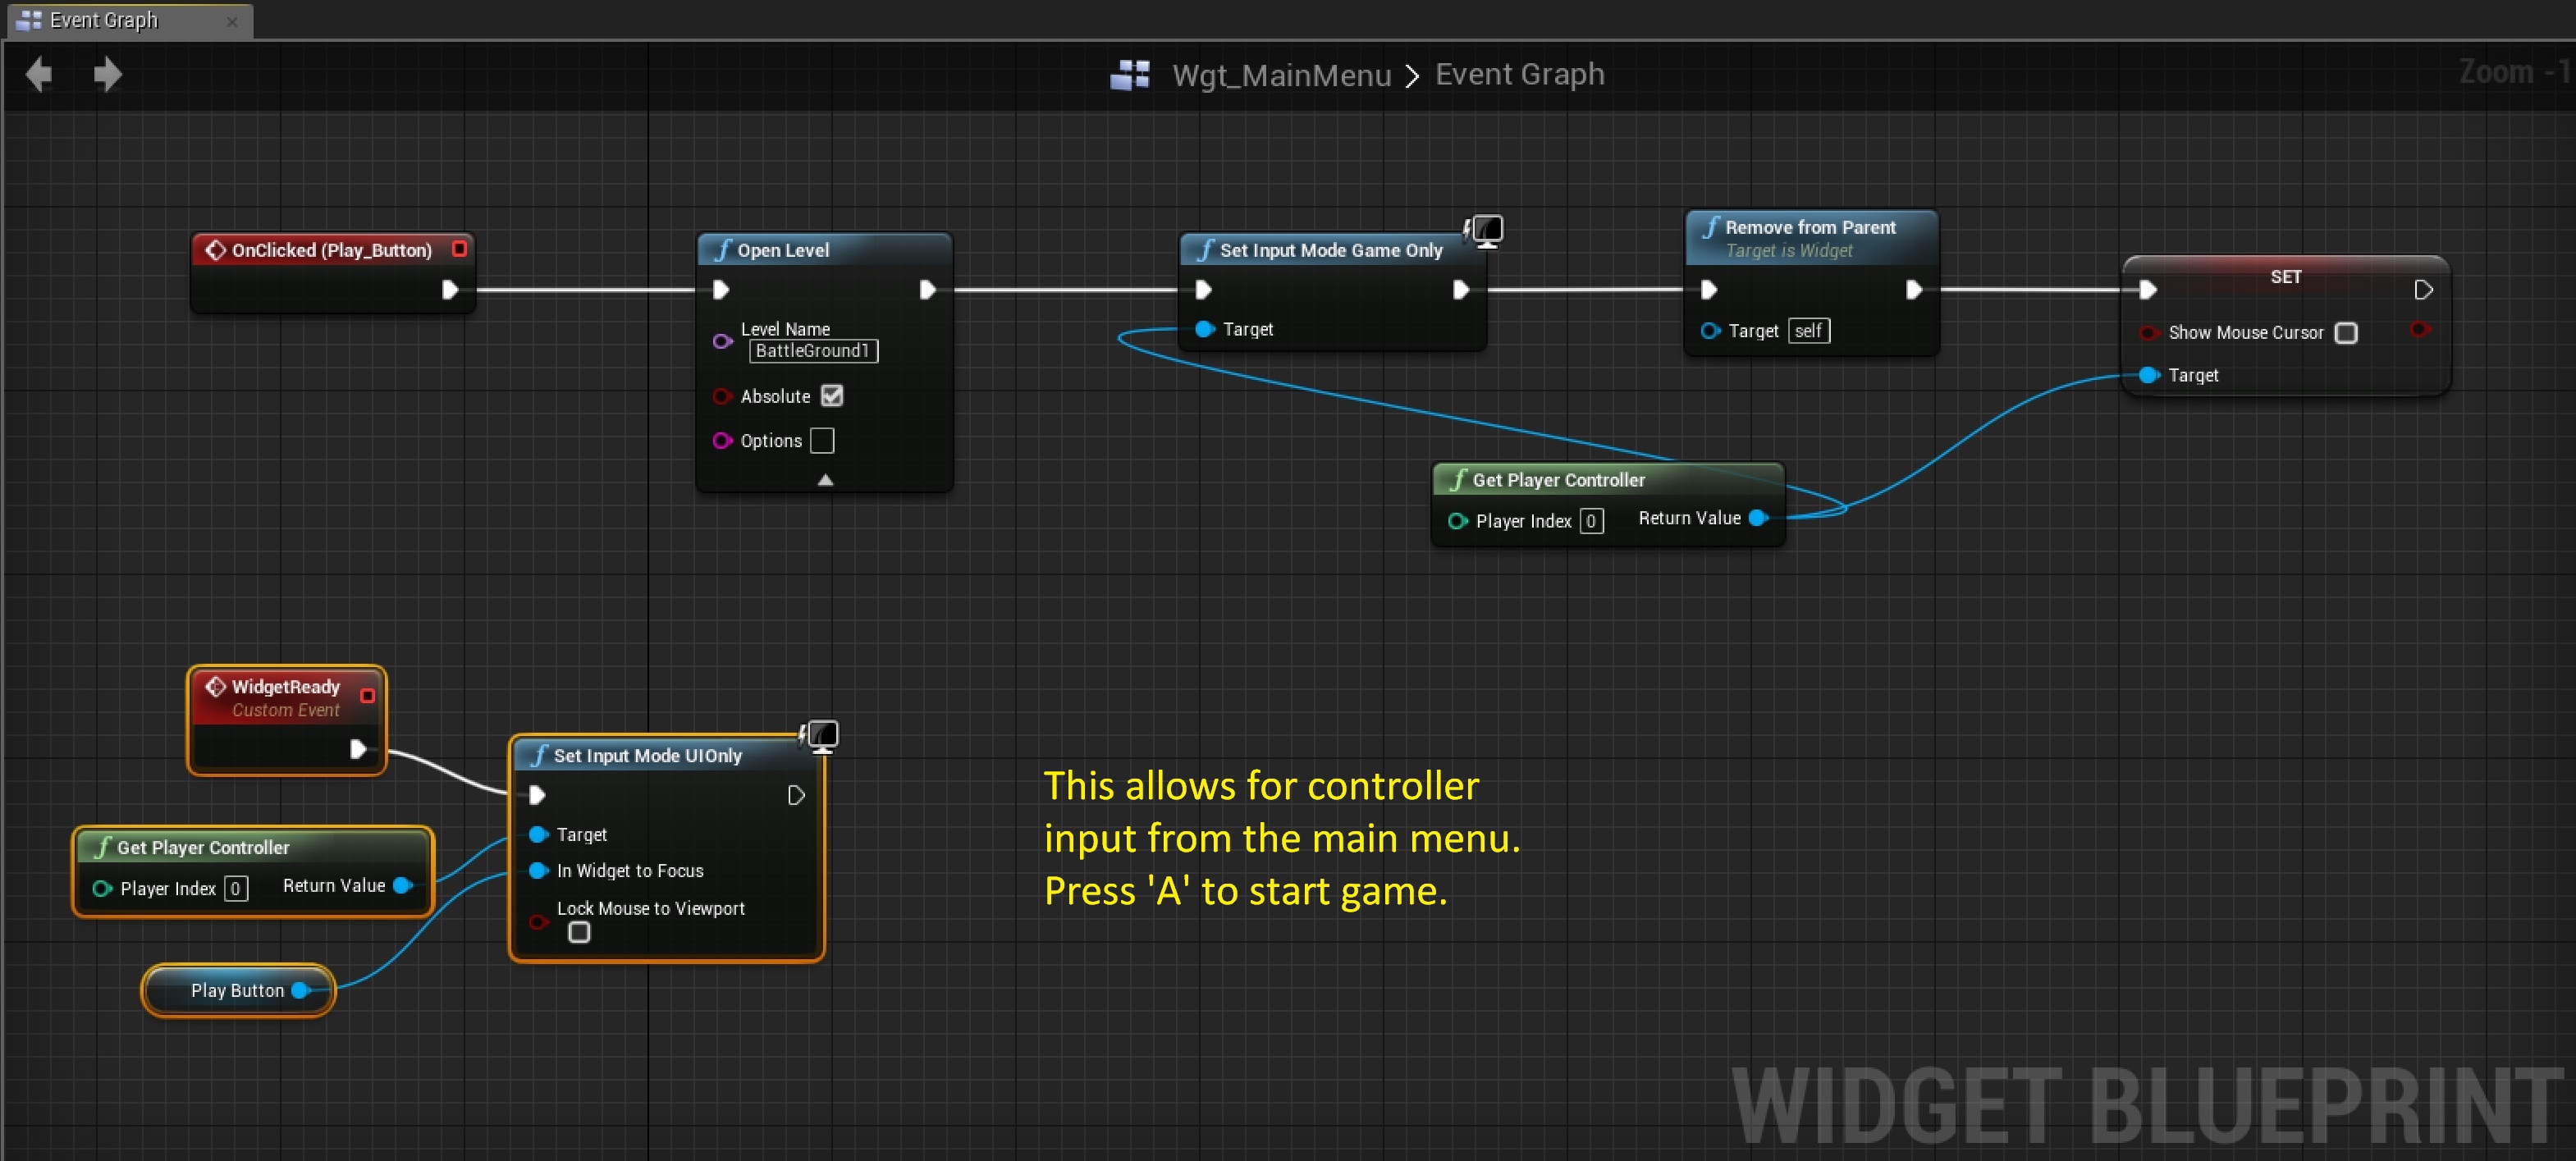 Event Graph
Wgt_MainMenu > Event Graph
Zoom -1
OnClicked (Play_Button)
f Open Level
Level Name
BattleGround1
Absolute
Options
f Set Input Mode Game Only
Target
f Remove from Parent
Target is Widget
Target self
SET
Show Mouse Cursor
Target
f Get Player Controller
Player Index 0 Return Value
WidgetReady
Custom Event
f Set Input Mode UIOnly
Target
In Widget to Focus
Lock Mouse to Viewport
f Get Player Controller
Player Index 0 Return Value
Play Button
This allows for controller
input from the main menu.
Press 'A' to start game.
WIDGET BLUEPRINT